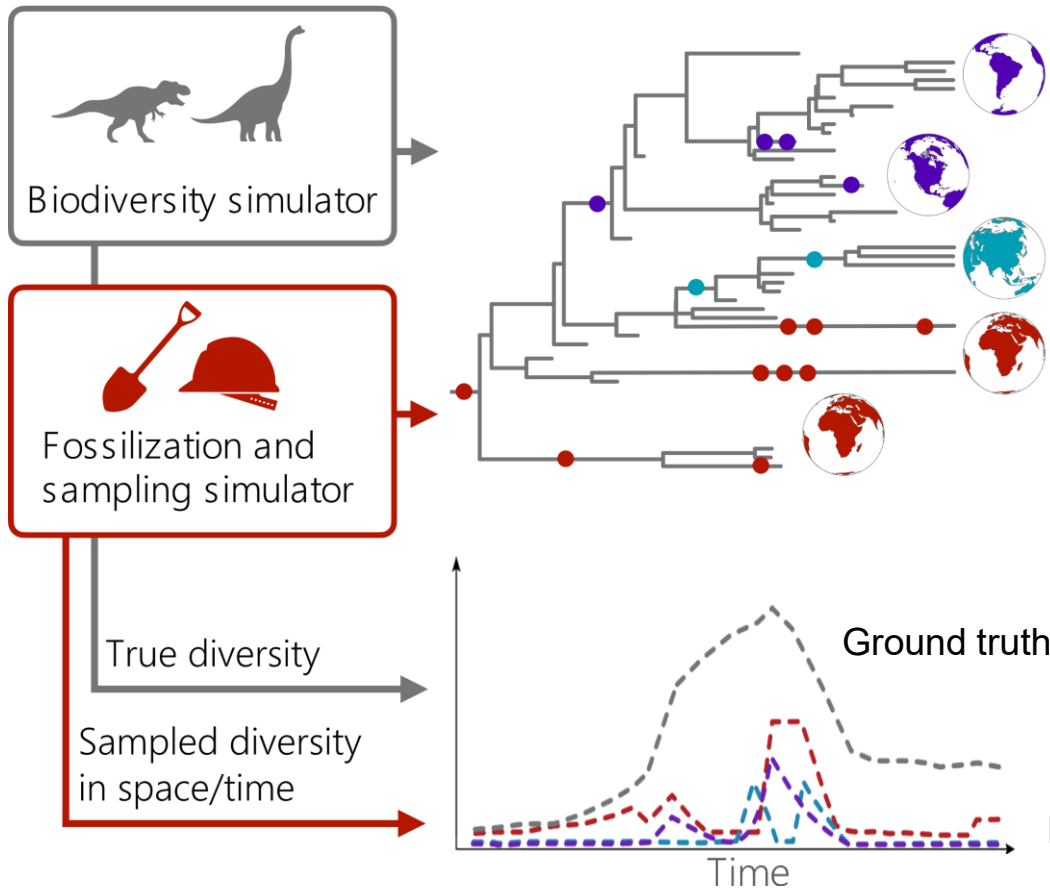 Biodiversity simulator
Fossilization and
sampling simulator
True diversity
Ground truth
Sampled diversity
in space/time
Time